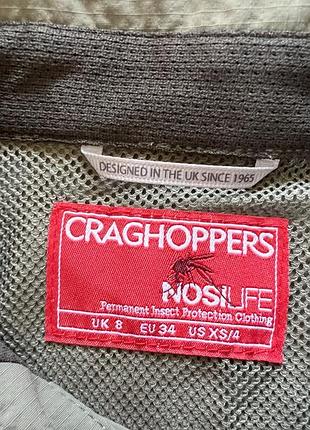 DESIGNED IN THE UK SINCE 1965
CRAGHOPPERS
NOSILIFE
Permanent Insect Protection Clothing
UK 8 EU 34 US XS/4